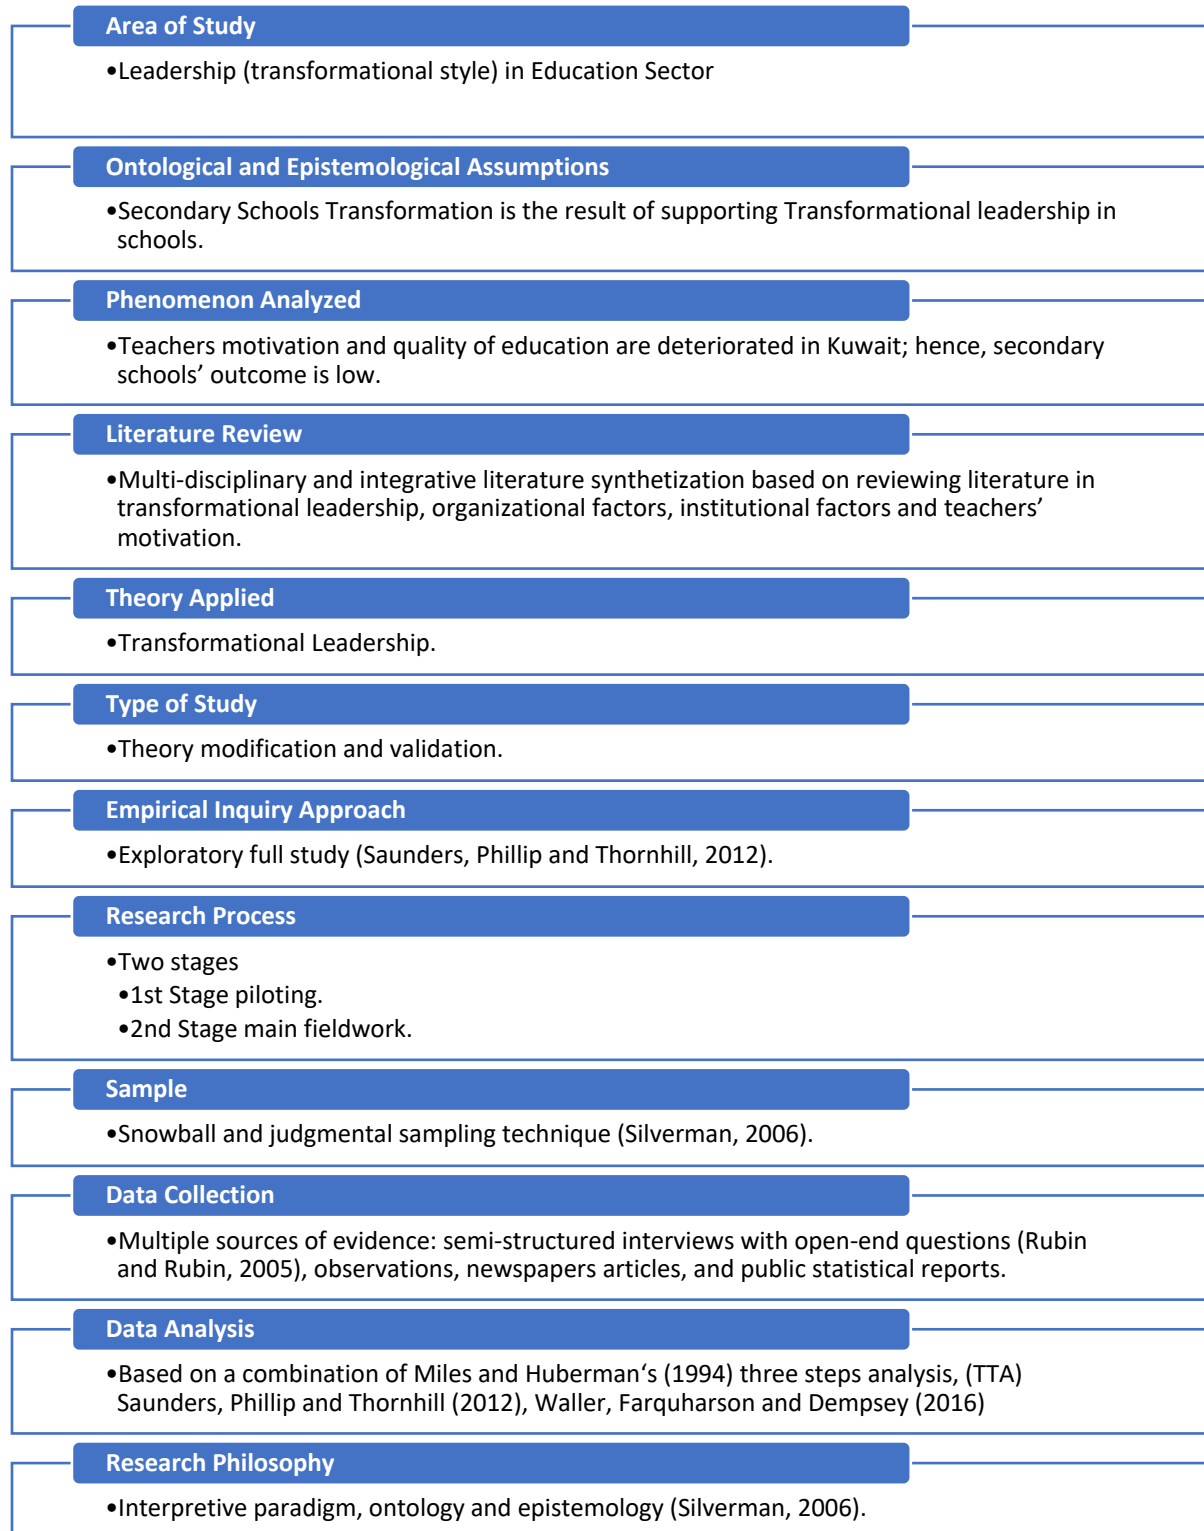 Area of Study
•Leadership (transformational style) in Education Sector
Ontological and Epistemological Assumptions
•Secondary Schools Transformation is the result of supporting Transformational leadership in
schools.
Phenomenon Analyzed
•Teachers motivation and quality of education are deteriorated in Kuwait; hence, secondary
schools’ outcome is low.
Literature Review
•Multi-disciplinary and integrative literature synthetization based on reviewing literature in
transformational leadership, organizational factors, institutional factors and teachers’
motivation.
Theory Applied
•Transformational Leadership.
Type of Study
•Theory modification and validation.
Empirical Inquiry Approach
•Exploratory full study (Saunders, Phillip and Thornhill, 2012).
Research Process
•Two stages
•1st Stage piloting.
•2nd Stage main fieldwork.
Sample
•Snowball and judgmental sampling technique (Silverman, 2006).
Data Collection
•Multiple sources of evidence: semi-structured interviews with open-end questions (Rubin
and Rubin, 2005), observations, newspapers articles, and public statistical reports.
Data Analysis
•Based on a combination of Miles and Huberman‘s (1994) three steps analysis, (TTA)
Saunders, Phillip and Thornhill (2012), Waller, Farquharson and Dempsey (2016)
Research Philosophy
•Interpretive paradigm, ontology and epistemology (Silverman, 2006).